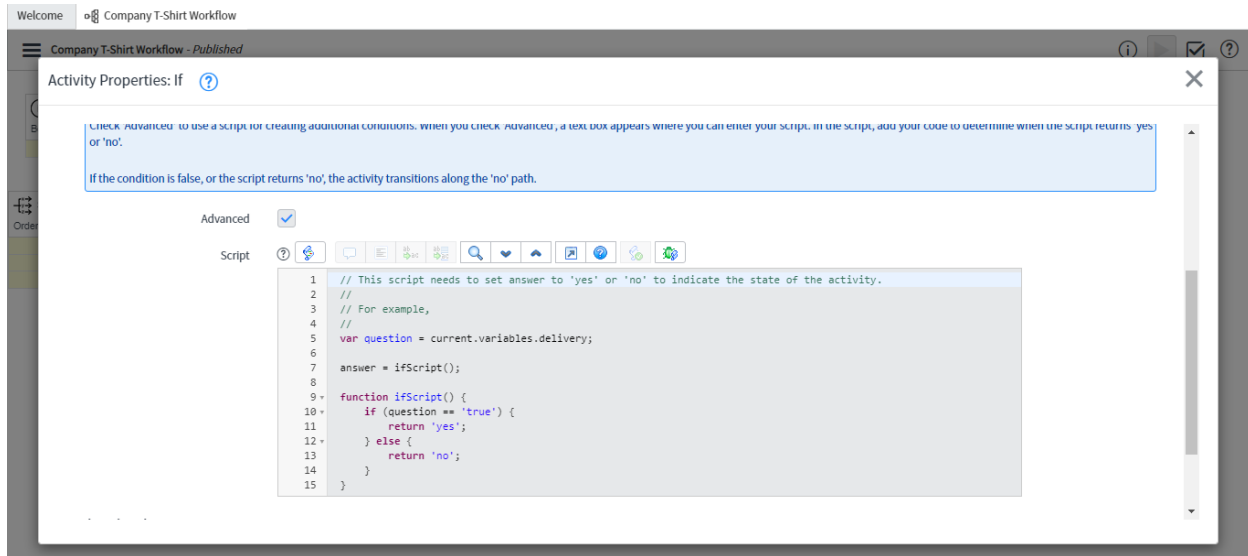 Welcome
Company T-Shirt Workflow
Company T-Shirt Workflow - Published
Activity Properties: If
Check 'Advanced' to use a script for creating additional conditions. When you check 'Advanced', a text box appears where you can enter your script. In the script, add your code to determine when the script returns 'yes
or 'no'.
If the condition is false, or the script returns 'no', the activity transitions along the 'no' path.
Order
Advanced
Script
1 // This script needs to set answer to 'yes' or 'no' to indicate the state of the activity.
2 //
3 // For example,
4 //
5 var question = current.variables.delivery;
6
7 answer = ifScript();
8
9 function ifScript() {
10 if (question == 'true') {
11 return 'yes';
12 } else {
13 return 'no';
14 }
15 }